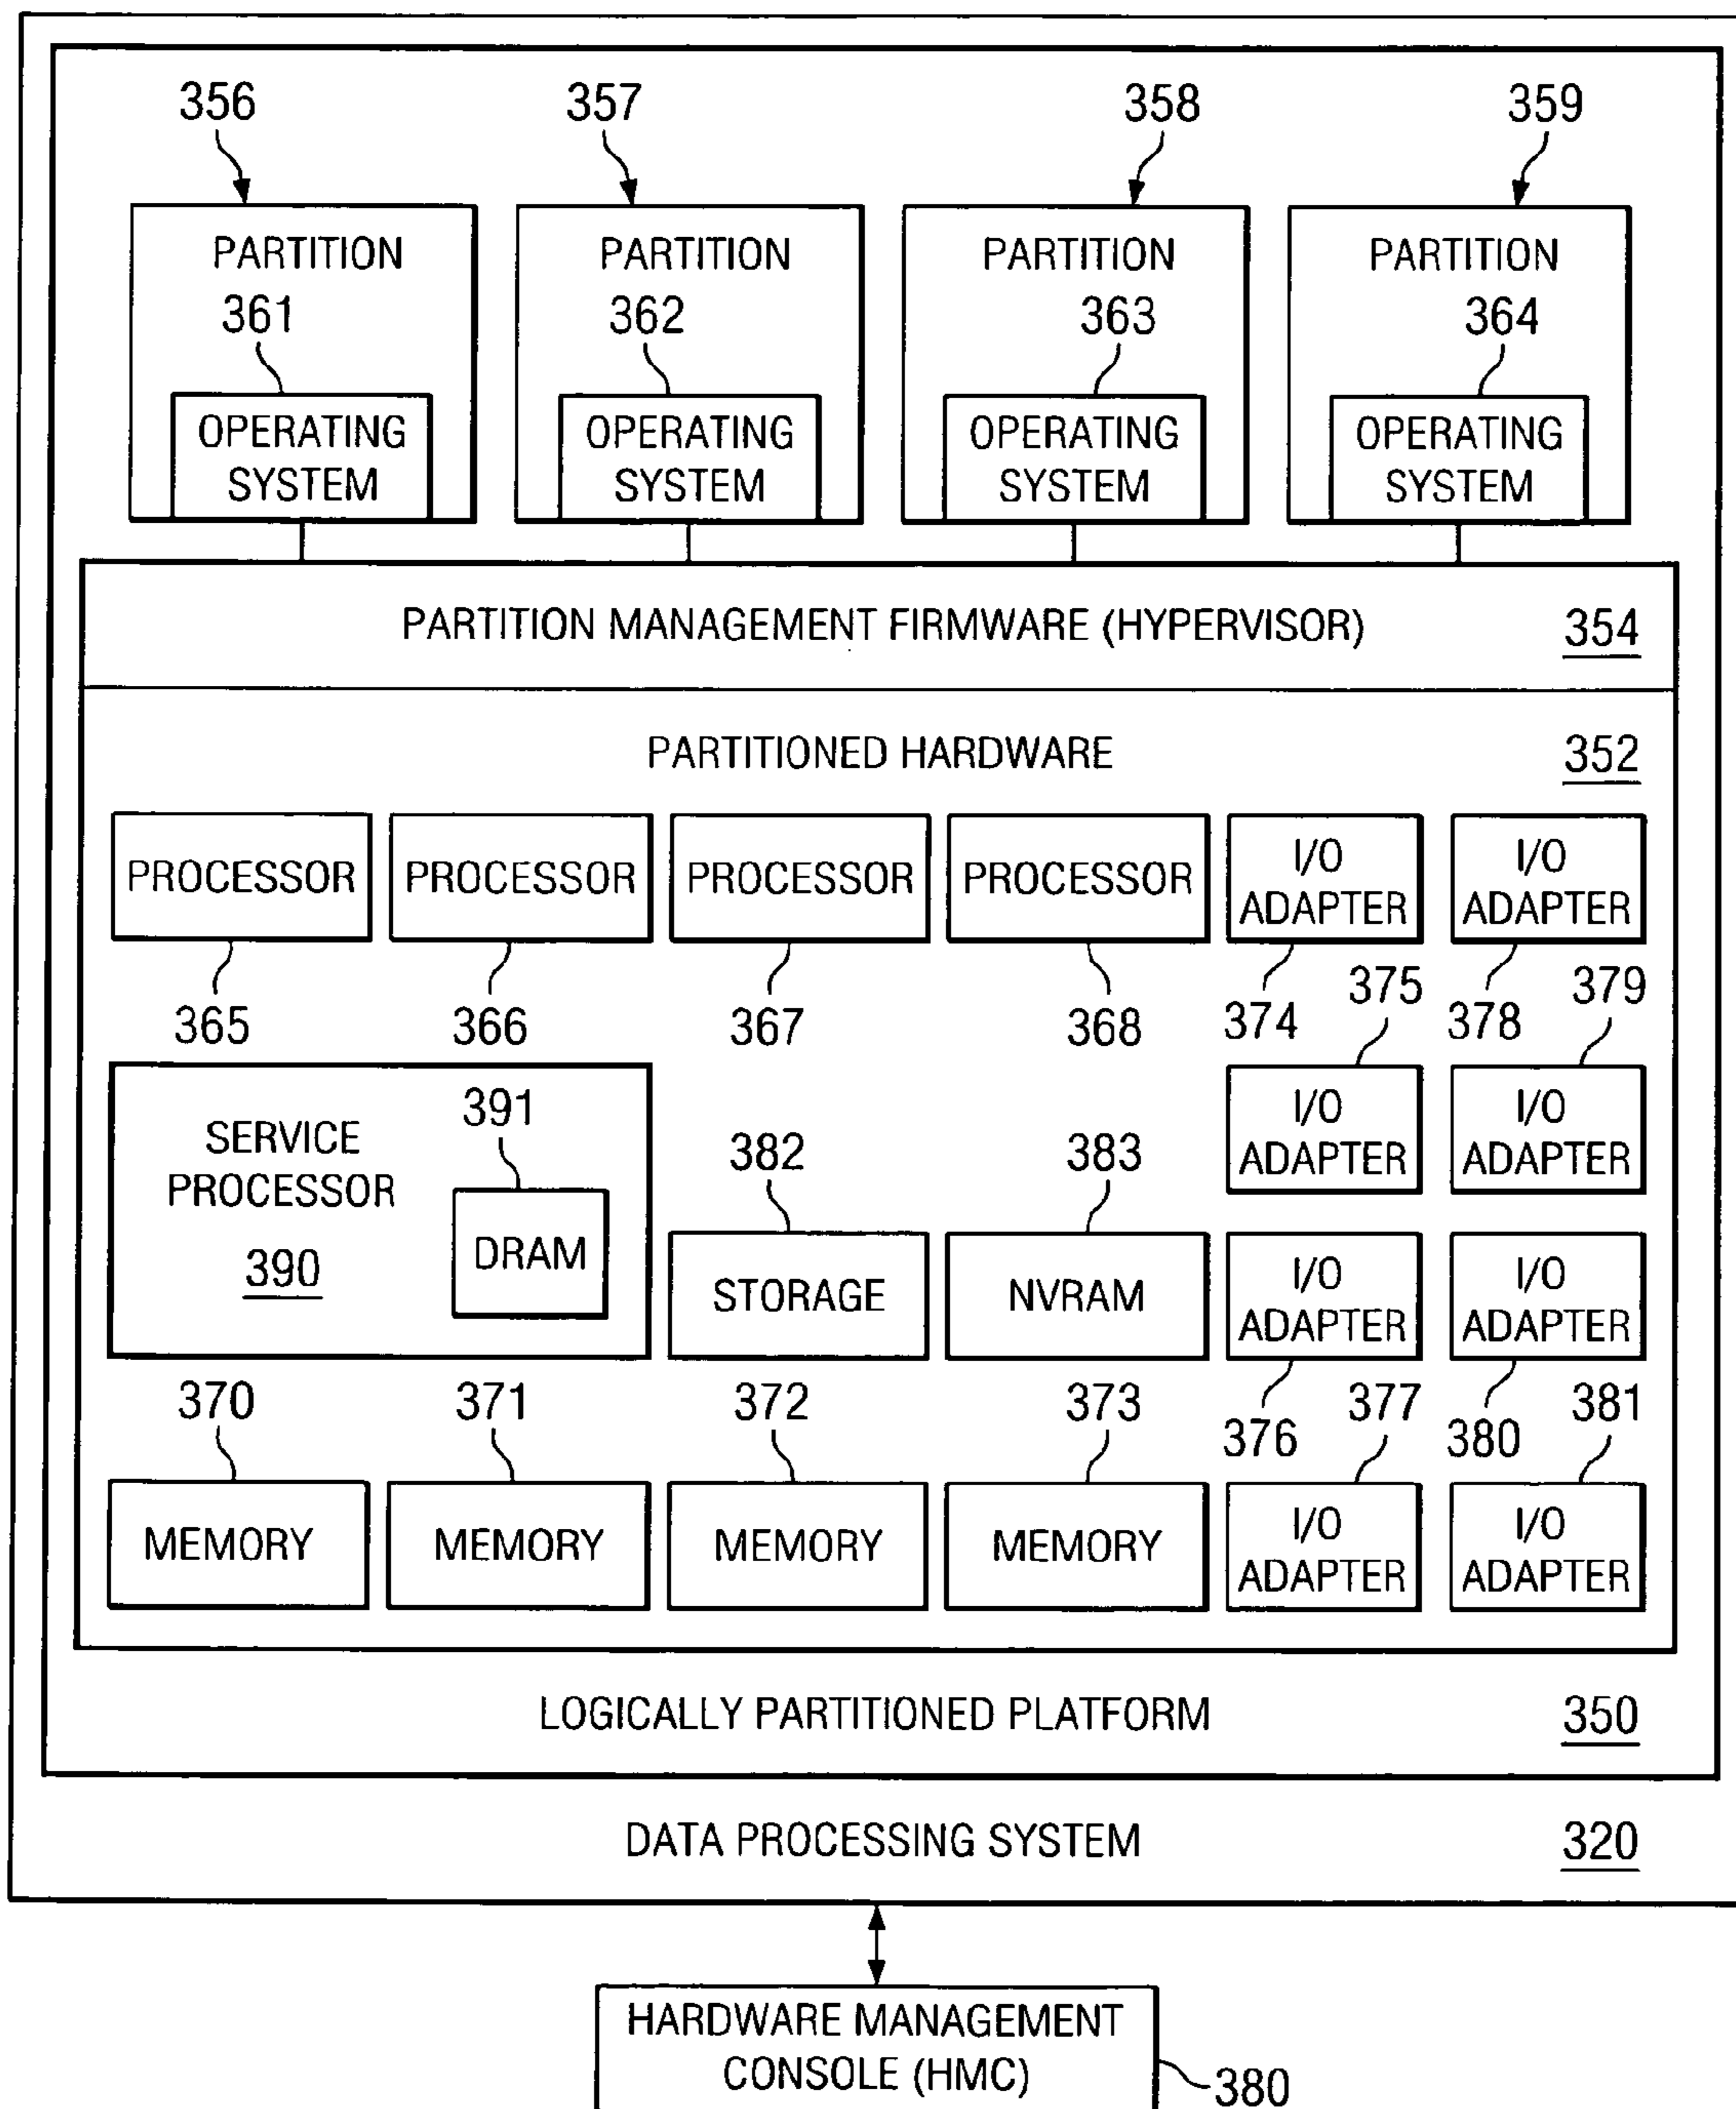 356 357 358 359
PARTITION PARTITION PARTITION PARTITION
361 362 363 364
OPERATING OPERATING OPERATING OPERATING
SYSTEM SYSTEM SYSTEM SYSTEM
PARTITION MANAGEMENT FIRMWARE (HYPERVISOR) 354
PARTITIONED HARDWARE 352
PROCESSOR PROCESSOR PROCESSOR PROCESSOR
I/O ADAPTER
I/O ADAPTER
365 366 367 368 374 375 378 379
SERVICE
PROCESSOR
390
391
DRAM
382
STORAGE
383
NVRAM
I/O ADAPTER
I/O ADAPTER
I/O ADAPTER
I/O ADAPTER
370 371 372 373 376 377 380 381
MEMORY MEMORY MEMORY MEMORY
I/O ADAPTER
I/O ADAPTER
LOGICALLY PARTITIONED PLATFORM 350
DATA PROCESSING SYSTEM 320
HARDWARE MANAGEMENT
CONSOLE (HMC)
380